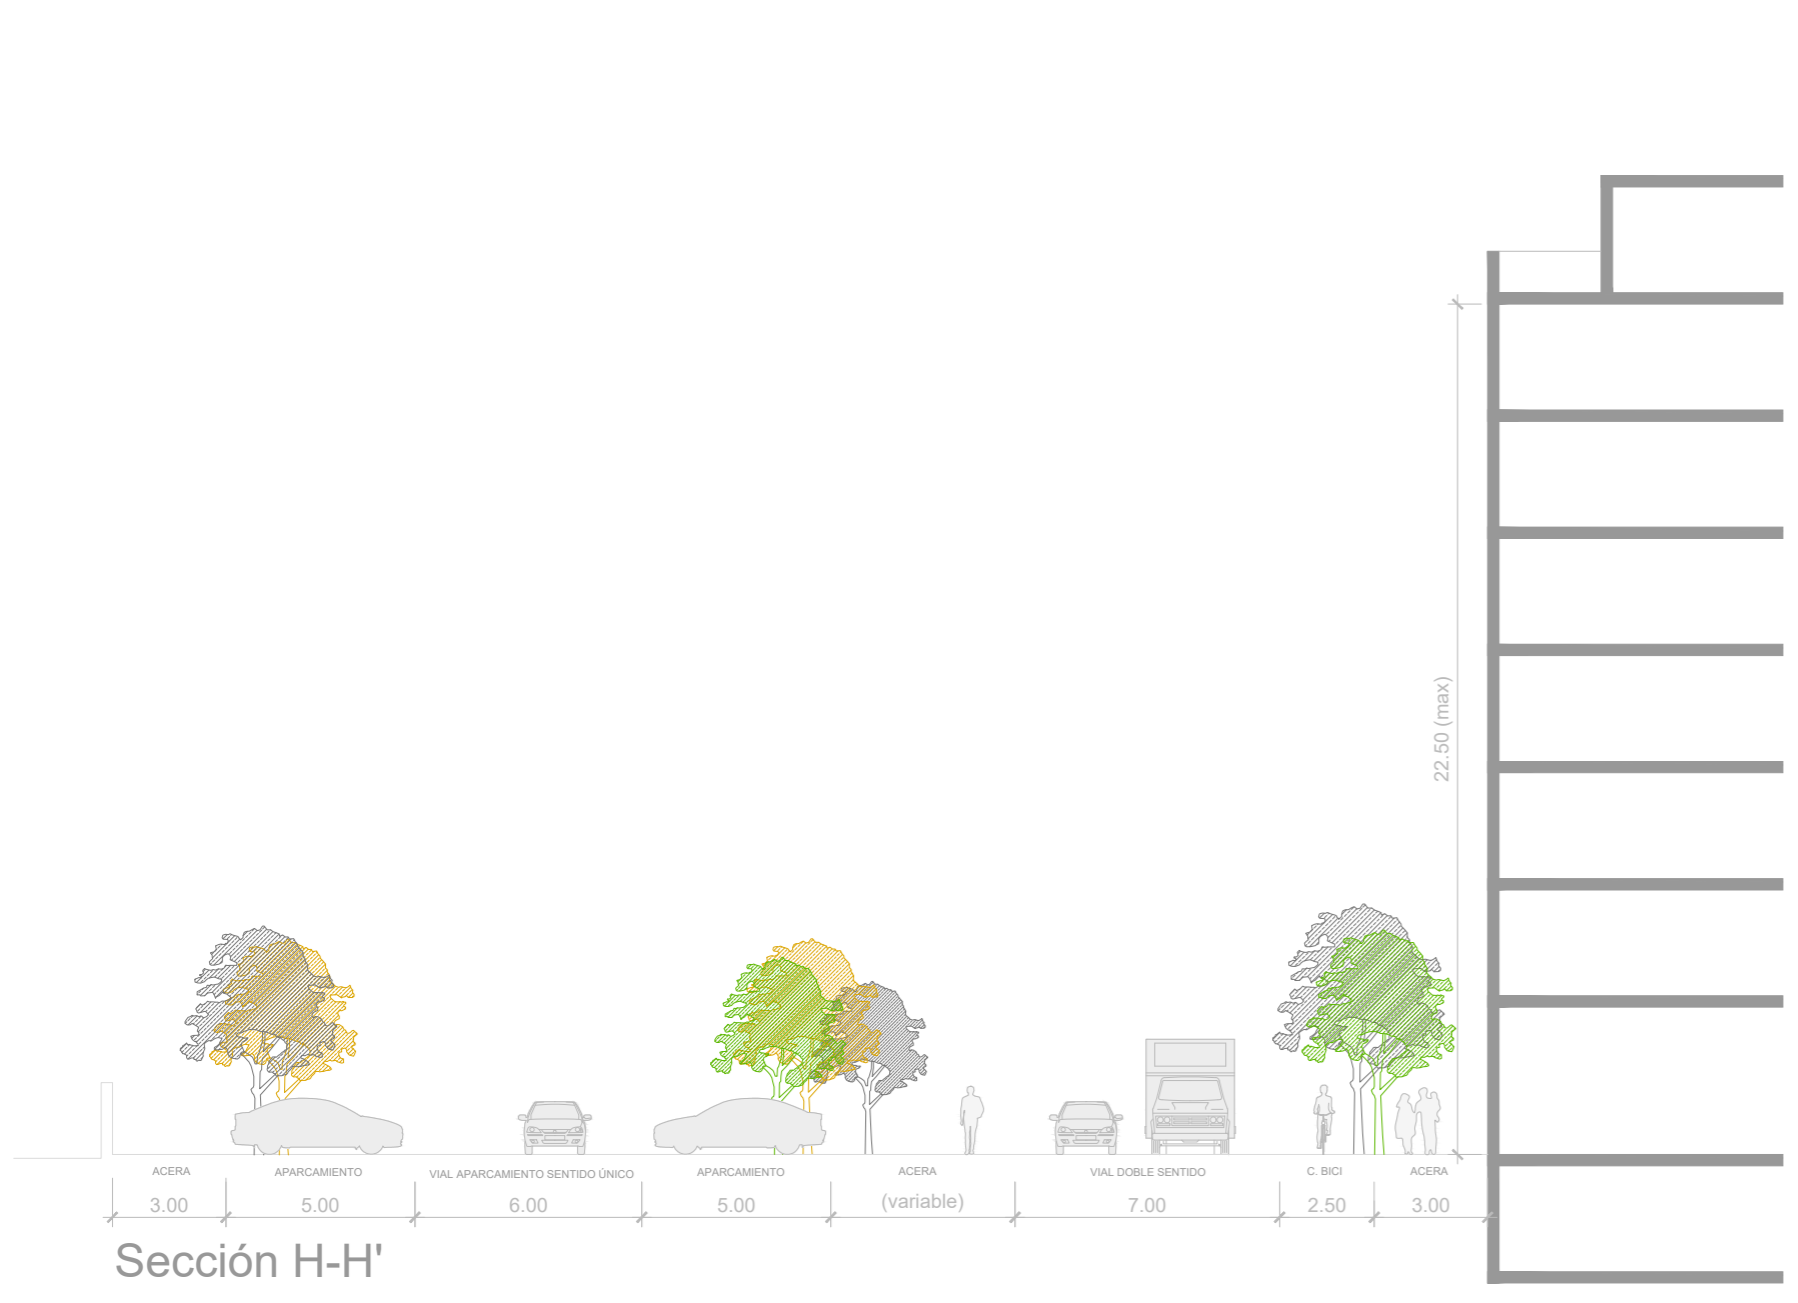 22.50 (max)
ACERA
APARCAMIENTO
VIAL APARCAMIENTO SENTIDO ÚNICO
APARCAMIENTO
ACERA
VIAL DOBLE SENTIDO
C. BICI
ACERA
3.00
5.00
6.00
5.00
(variable)
7.00
2.50
3.00
Sección H-H'